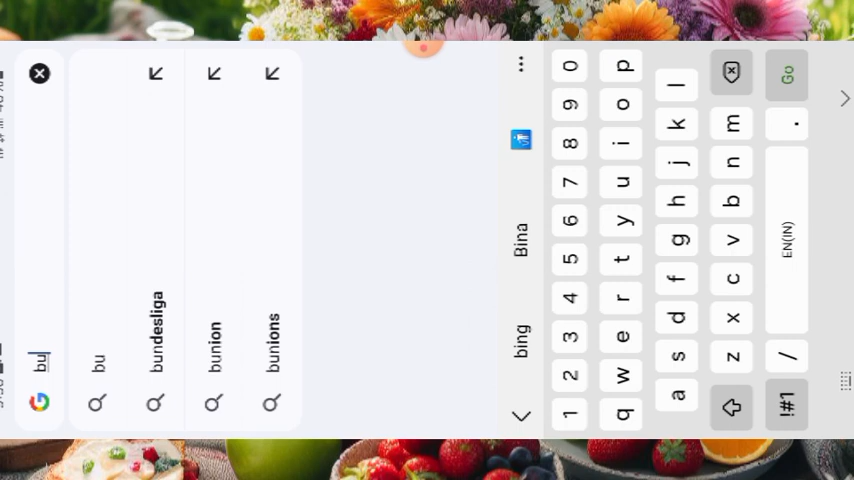 bu
bu
bundesliga
bunion
bunions
bing Bina
1 2 3 4 5 6 7 8 9 0
q w e r t y u i o p
a s d f g h j k l
z x c v b n m
!#1 / EN(IN) . Go